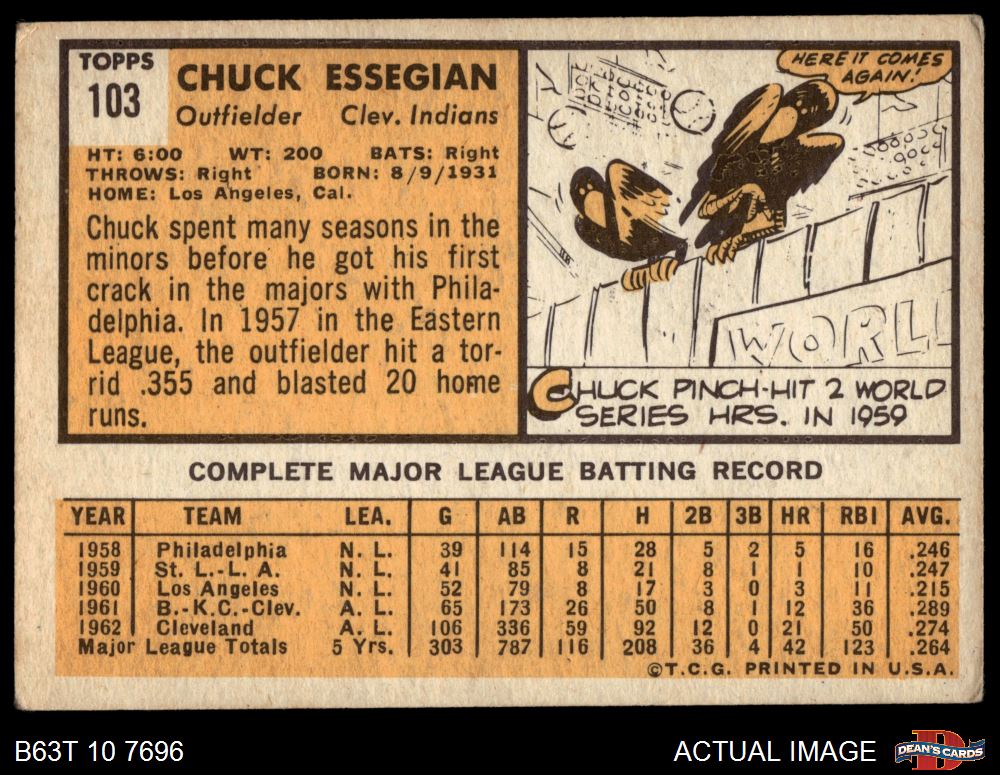 TOPPS
103
CHUCK ESSEGIAN
Outfielder Clev. Indians
HT: 6:00 WT: 200 BATS: Right
THROWS: Right BORN: 8/9/1931
HOME: Los Angeles, Cal.
Chuck spent many seasons in the
minors before he got his first
crack in the majors with Phila-
delphia. In 1957 in the Eastern
League, the outfielder hit a tor-
rid .355 and blasted 20 home
runs.
HERE IT COMES
AGAIN!
WORLD
CHUCK PINCH-HIT 2 WORLD
SERIES HRS. IN 1959
COMPLETE MAJOR LEAGUE BATTING RECORD
YEAR TEAM LEA. G AB R H 2B 3B HR RBI AVG.
1958 Philadelphia N. L. 39 114 15 28 5 2 5 16 .246
1959 St. L.-L. A. N. L. 41 85 8 21 8 1 1 10 .247
1960 Los Angeles N. L. 52 79 8 17 3 0 3 11 .215
1961 B.-K.C.-Clev. A. L. 65 173 26 50 8 1 12 36 .289
1962 Cleveland A. L. 106 336 59 92 12 0 21 50 .274
Major League Totals 5 Yrs. 303 787 116 208 36 4 42 123 .264
©T.C.G. PRINTED IN U.S.A.
B63T 10 7696
ACTUAL IMAGE
DEAN'S CARDS